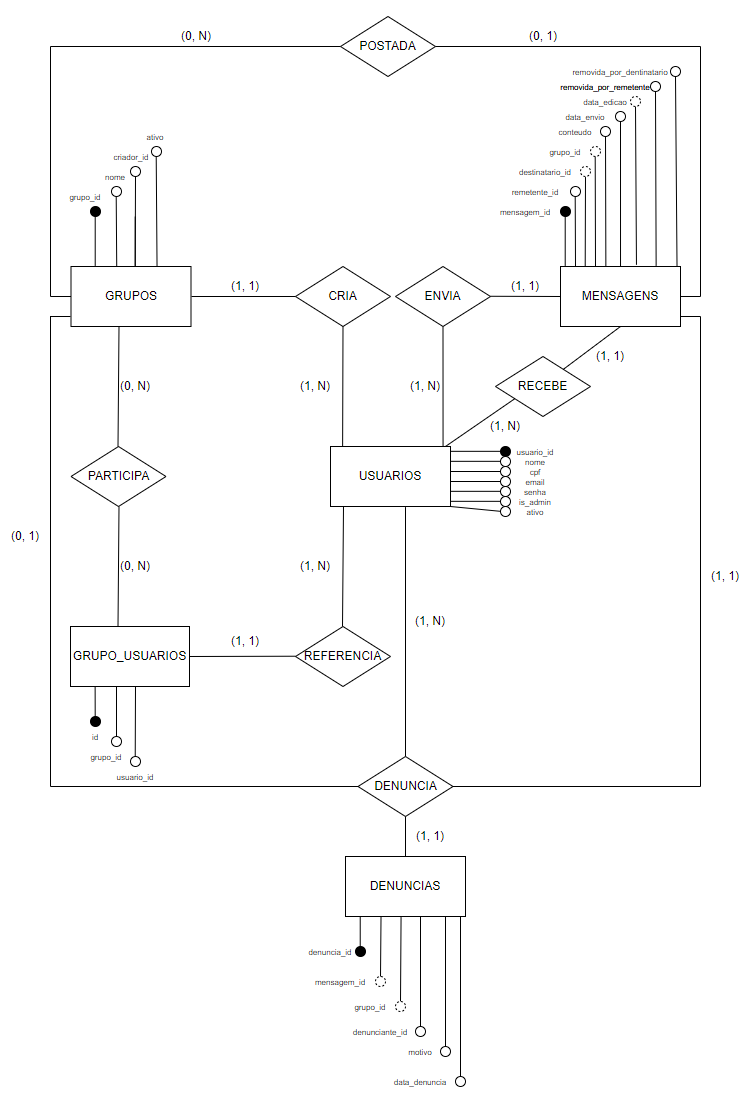 (0, N)
POSTADA
(0, 1)
removida_por_dentinatario
removida_por_remetente
data_edicao
data_envio
conteudo
grupo_id
destinatario_id
remetente_id
mensagem_id
ativo
criador_id
nome
grupo_id
GRUPOS
(1, 1)
CRIA
ENVIA
(1, 1)
MENSAGENS
(0, N)
(1, N)
(1, N)
RECEBE
(1, 1)
(1, N)
PARTICIPA
USUARIOS
usuario_id
nome
cpf
email
senha
is_admin
ativo
(0, 1)
(0, N)
(1, N)
(1, 1)
(1, N)
GRUPO_USUARIOS
(1, 1)
REFERENCIA
id
grupo_id
usuario_id
DENUNCIA
(1, 1)
DENUNCIAS
denuncia_id
mensagem_id
grupo_id
denunciante_id
motivo
data_denuncia